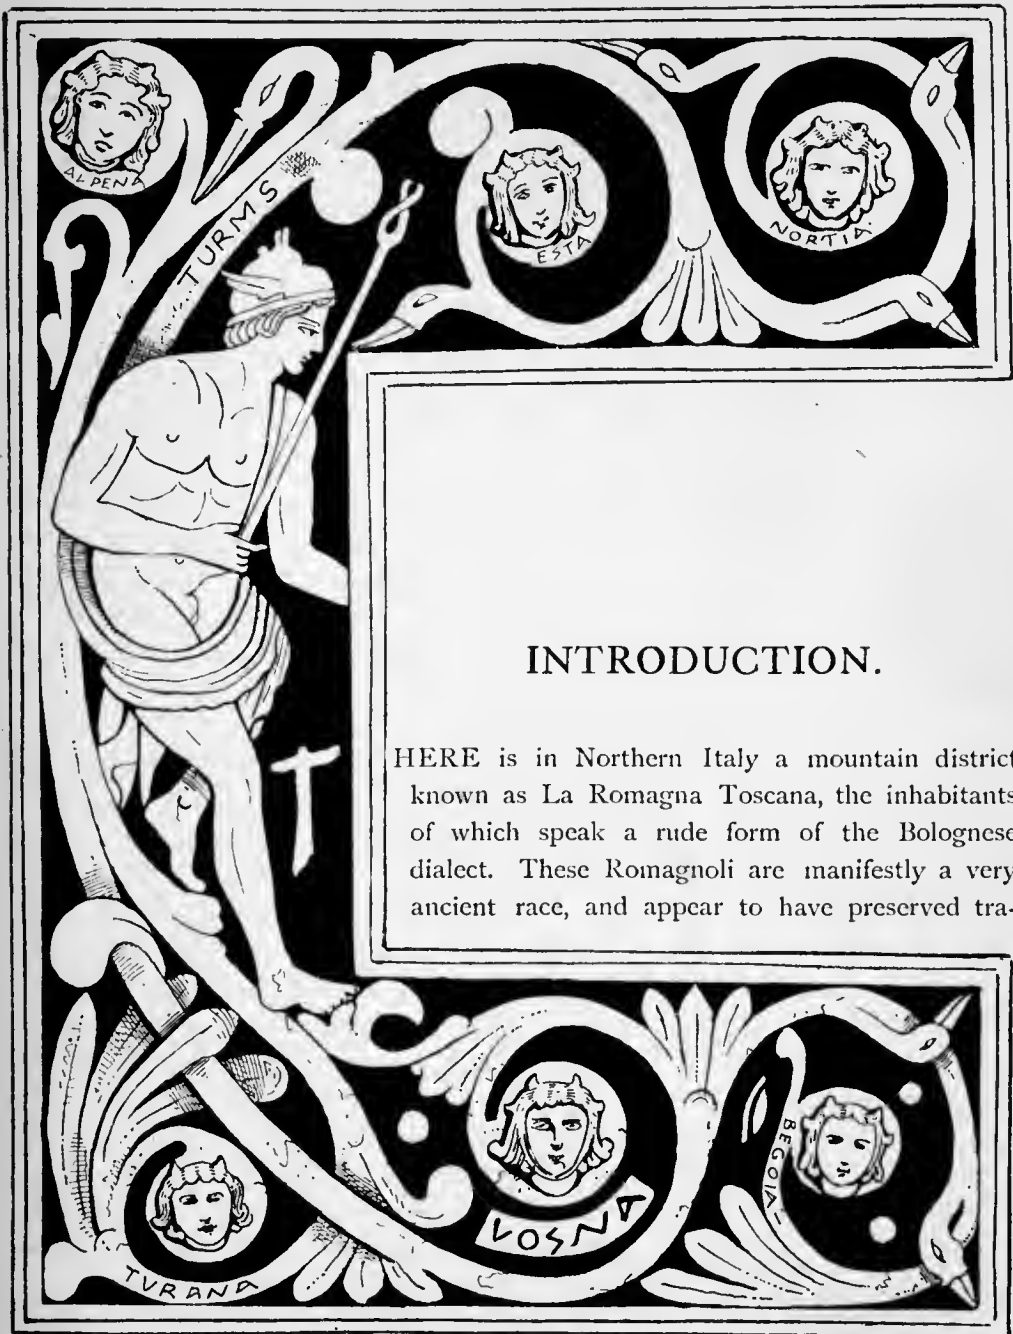 ALPENA
TURMS
ESTA
NORTIA
INTRODUCTION.
THERE is in Northern Italy a mountain district
known as La Romagna Toscana, the inhabitants
of which speak a rude form of the Bolognese
dialect. These Romagnoli are manifestly a very
ancient race, and appear to have preserved tra-
BEGOIA
LOSNA
TURANA